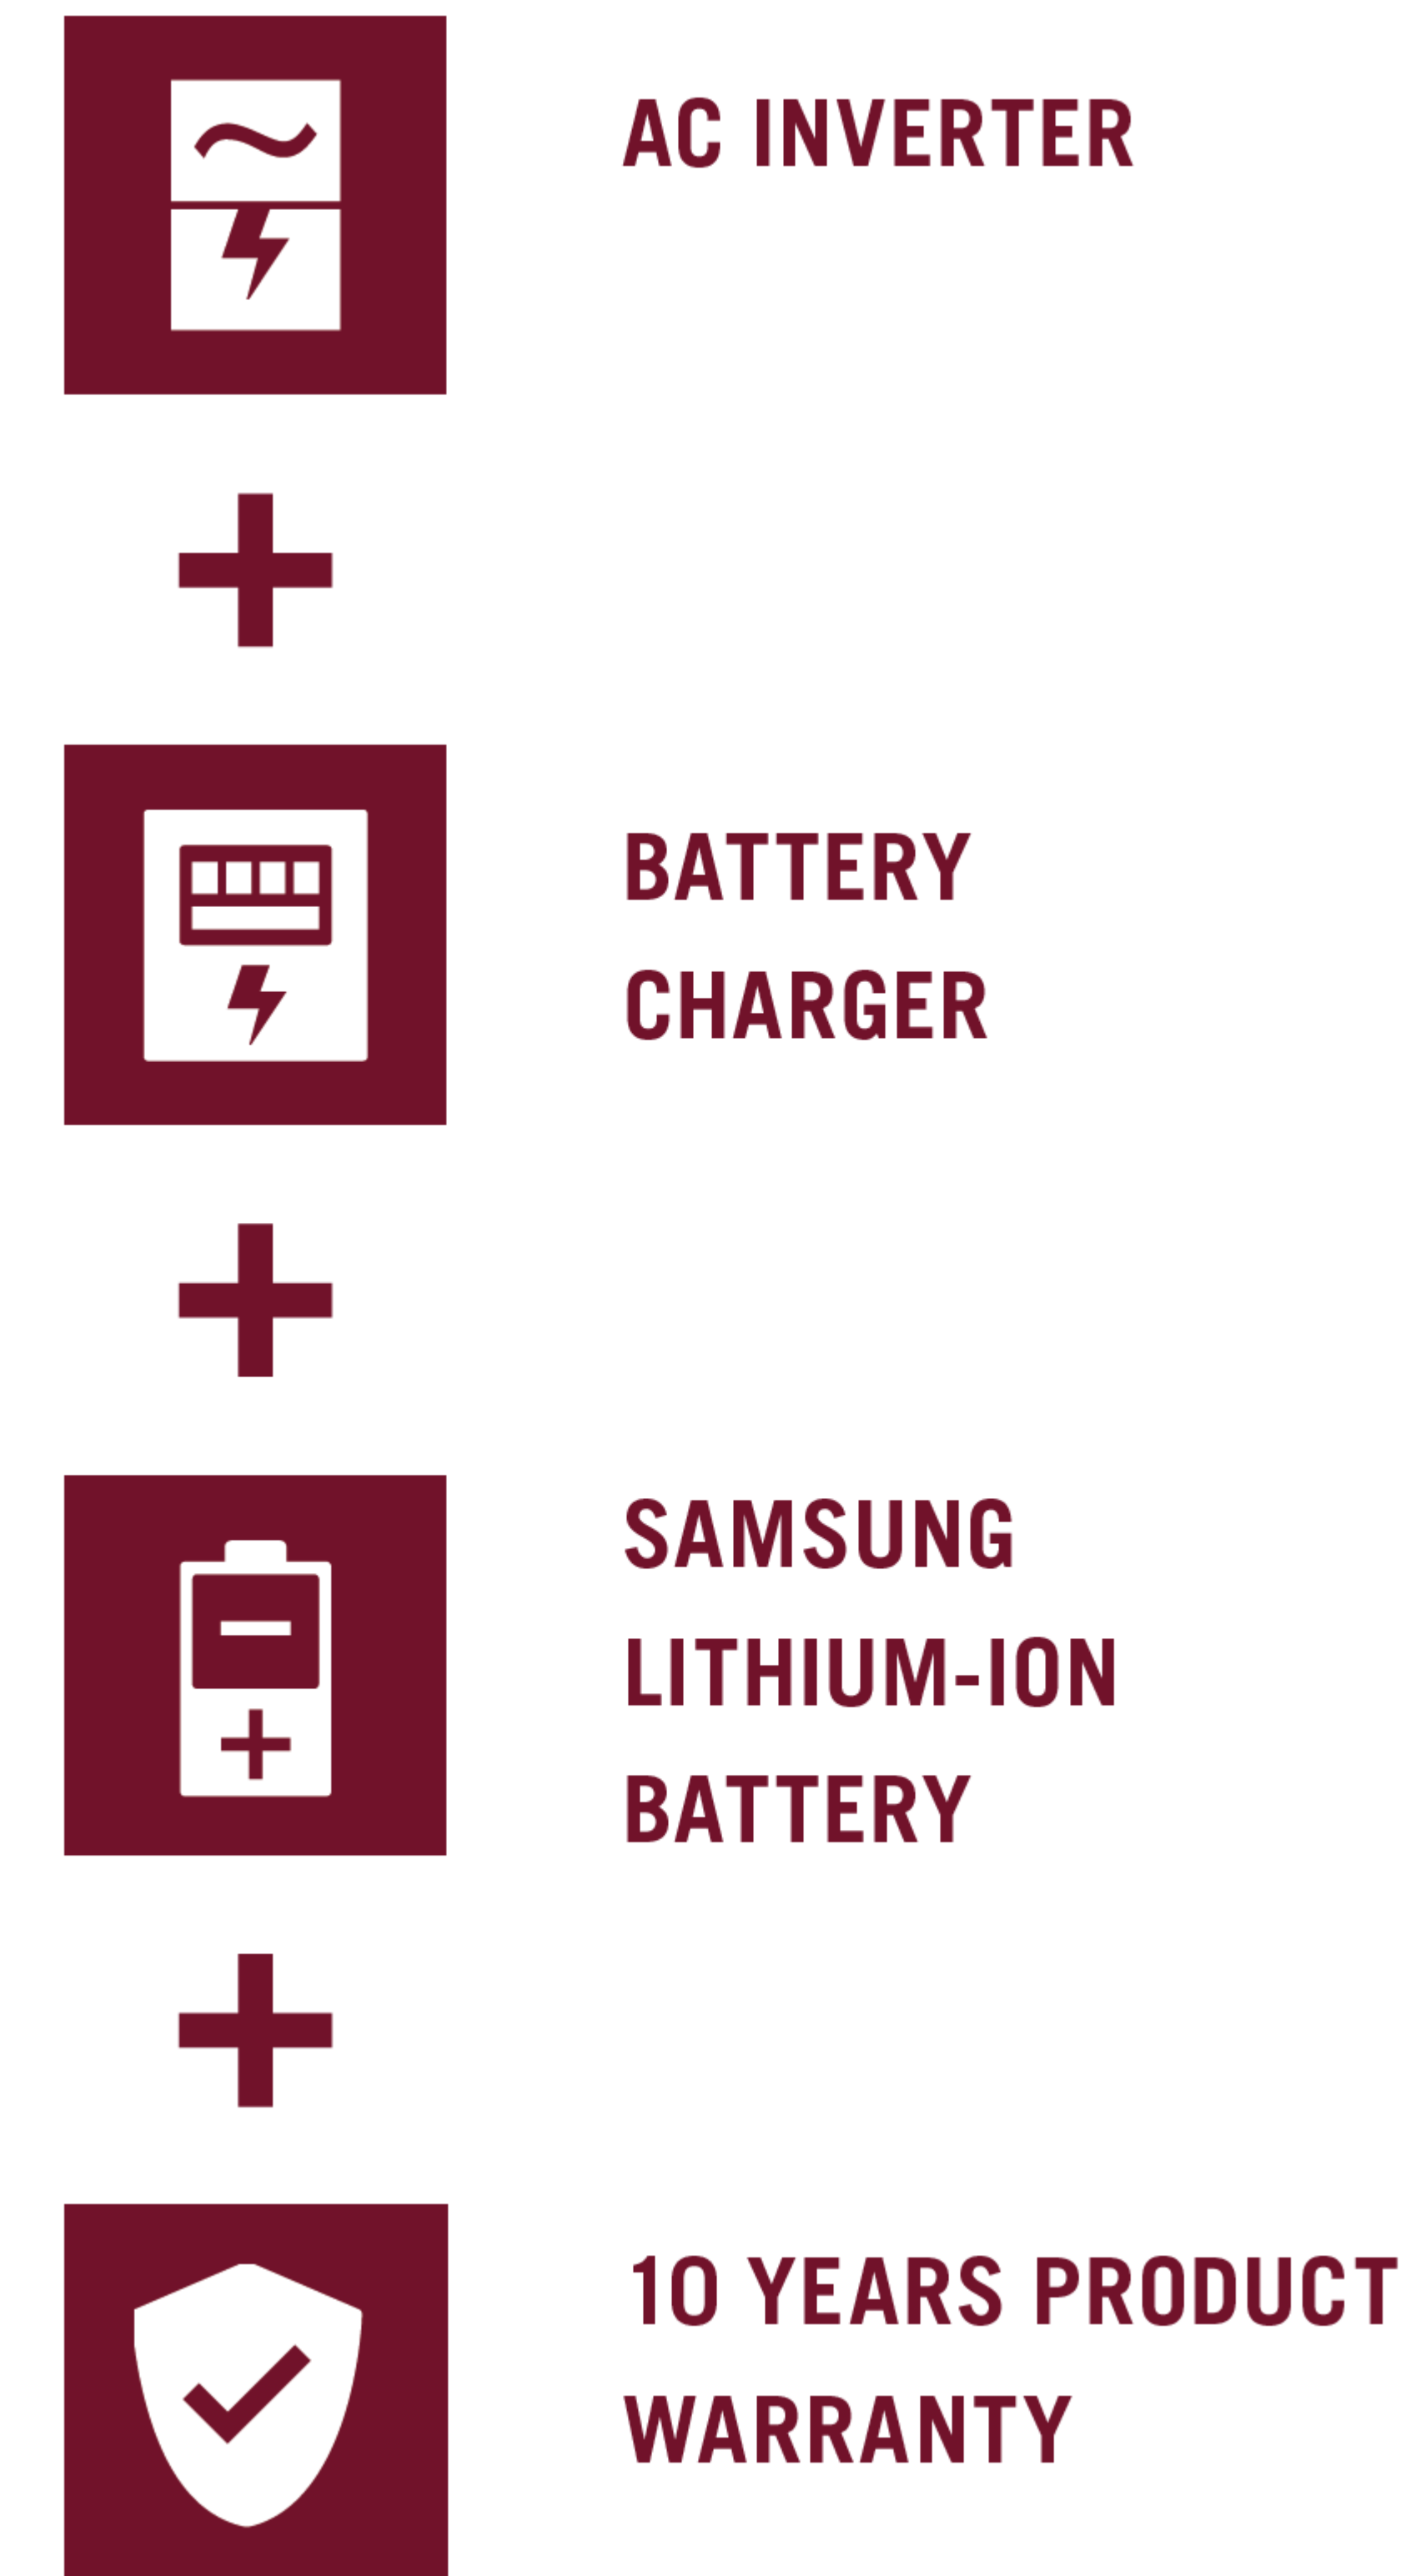 AC INVERTER
+
BATTERY
CHARGER
+
SAMSUNG
LITHIUM-ION
BATTERY
+
10 YEARS PRODUCT
WARRANTY